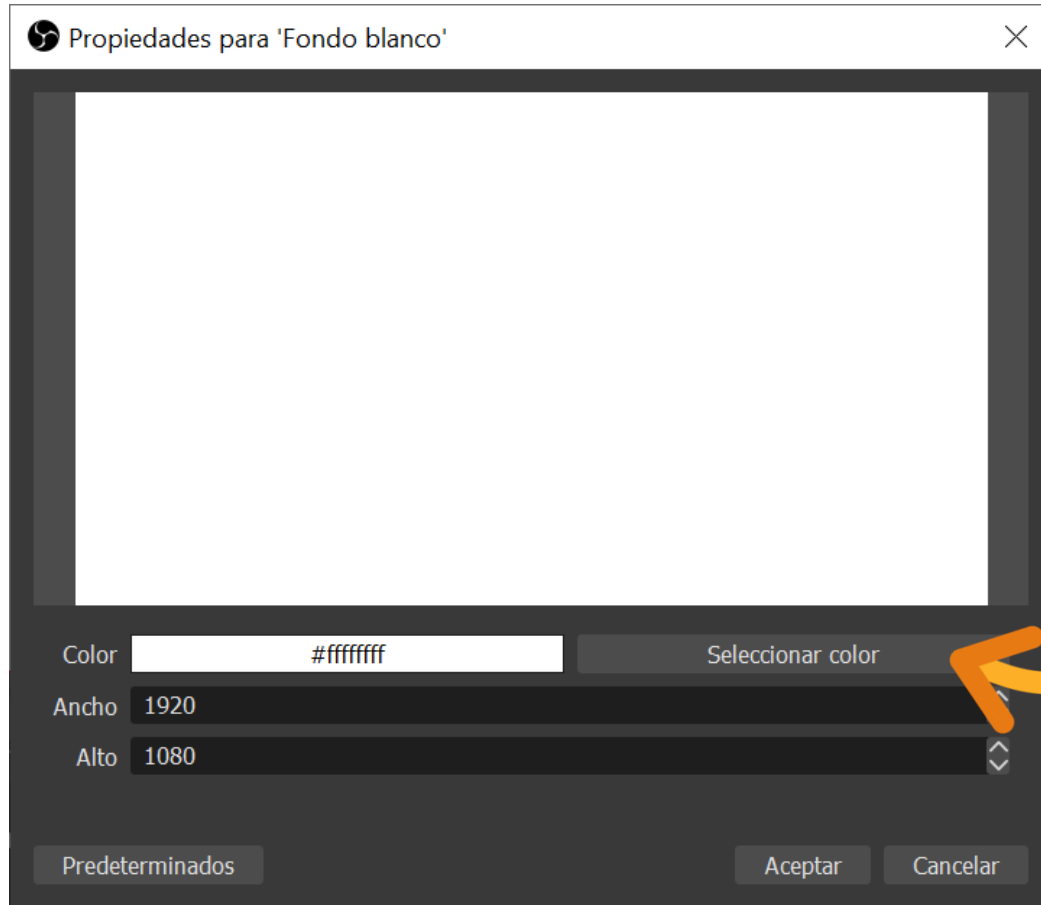 Propiedades para 'Fondo blanco'
Color #ffffffff Seleccionar color
Ancho 1920
Alto 1080
Predeterminados Aceptar Cancelar